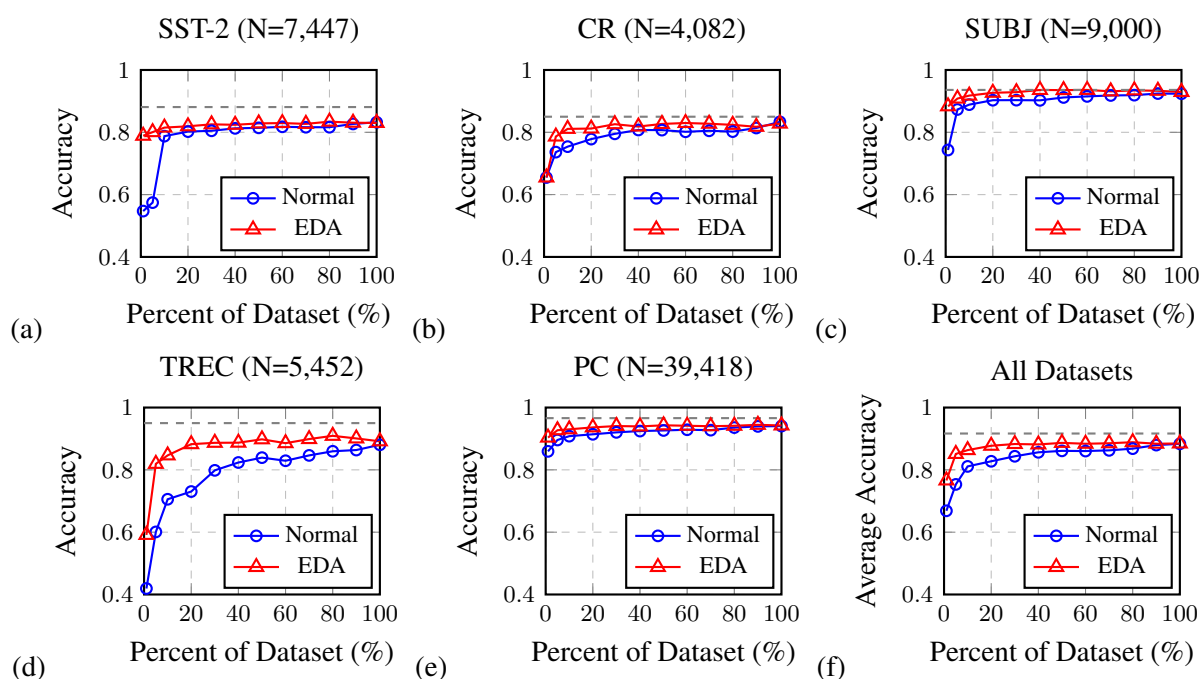 SST-2 (N=7,447)
1
0.8
0.6
0.4
Accuracy
Normal
EDA
0 20 40 60 80 100
Percent of Dataset (%)
(a)
CR (N=4,082)
1
0.8
0.6
0.4
Accuracy
Normal
EDA
0 20 40 60 80 100
Percent of Dataset (%)
(b)
SUBJ (N=9,000)
1
0.8
0.6
0.4
Accuracy
Normal
EDA
0 20 40 60 80 100
Percent of Dataset (%)
(c)
TREC (N=5,452)
1
0.8
0.6
0.4
Accuracy
Normal
EDA
0 20 40 60 80 100
Percent of Dataset (%)
(d)
PC (N=39,418)
1
0.8
0.6
0.4
Accuracy
Normal
EDA
0 20 40 60 80 100
Percent of Dataset (%)
(e)
All Datasets
1
0.8
0.6
0.4
Average Accuracy
Normal
EDA
0 20 40 60 80 100
Percent of Dataset (%)
(f)